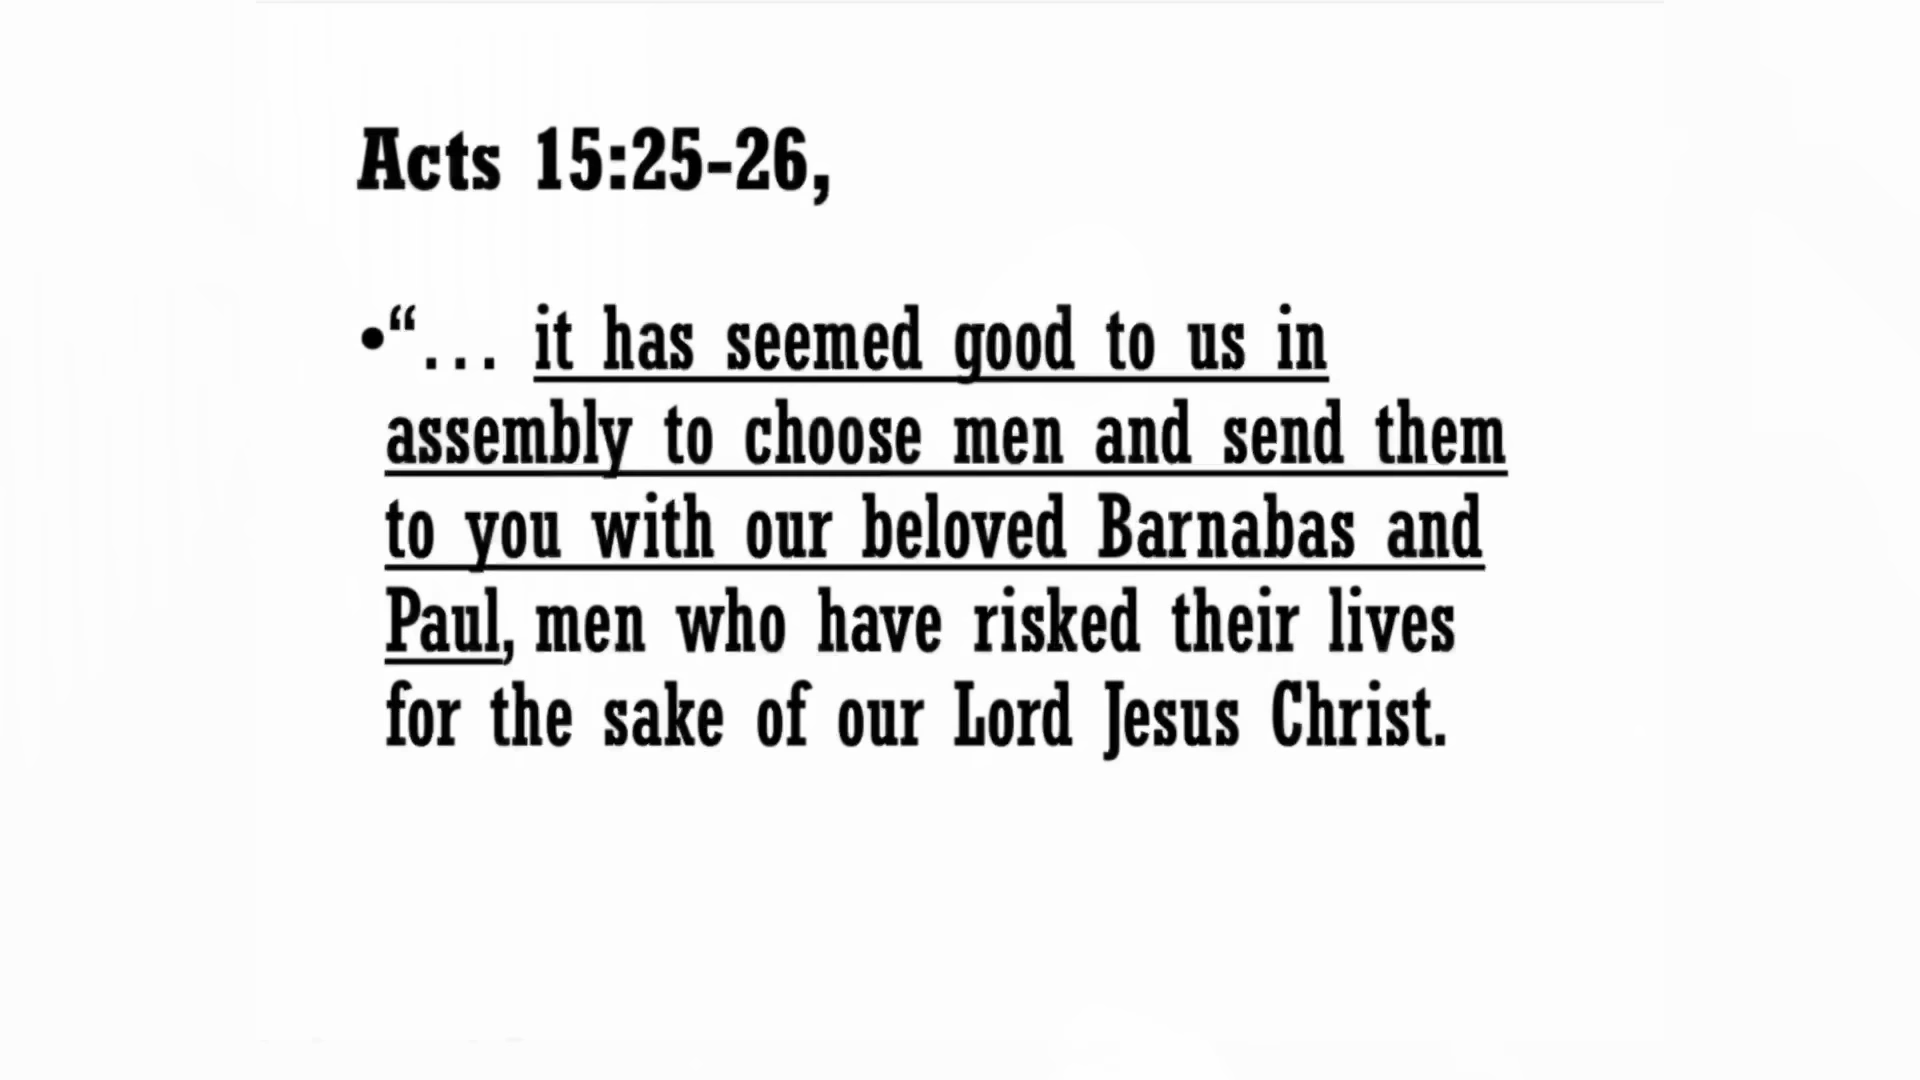 Acts 15:25-26,
•“... it has seemed good to us in
assembly to choose men and send them
to you with our beloved Barnabas and
Paul, men who have risked their lives
for the sake of our Lord Jesus Christ.